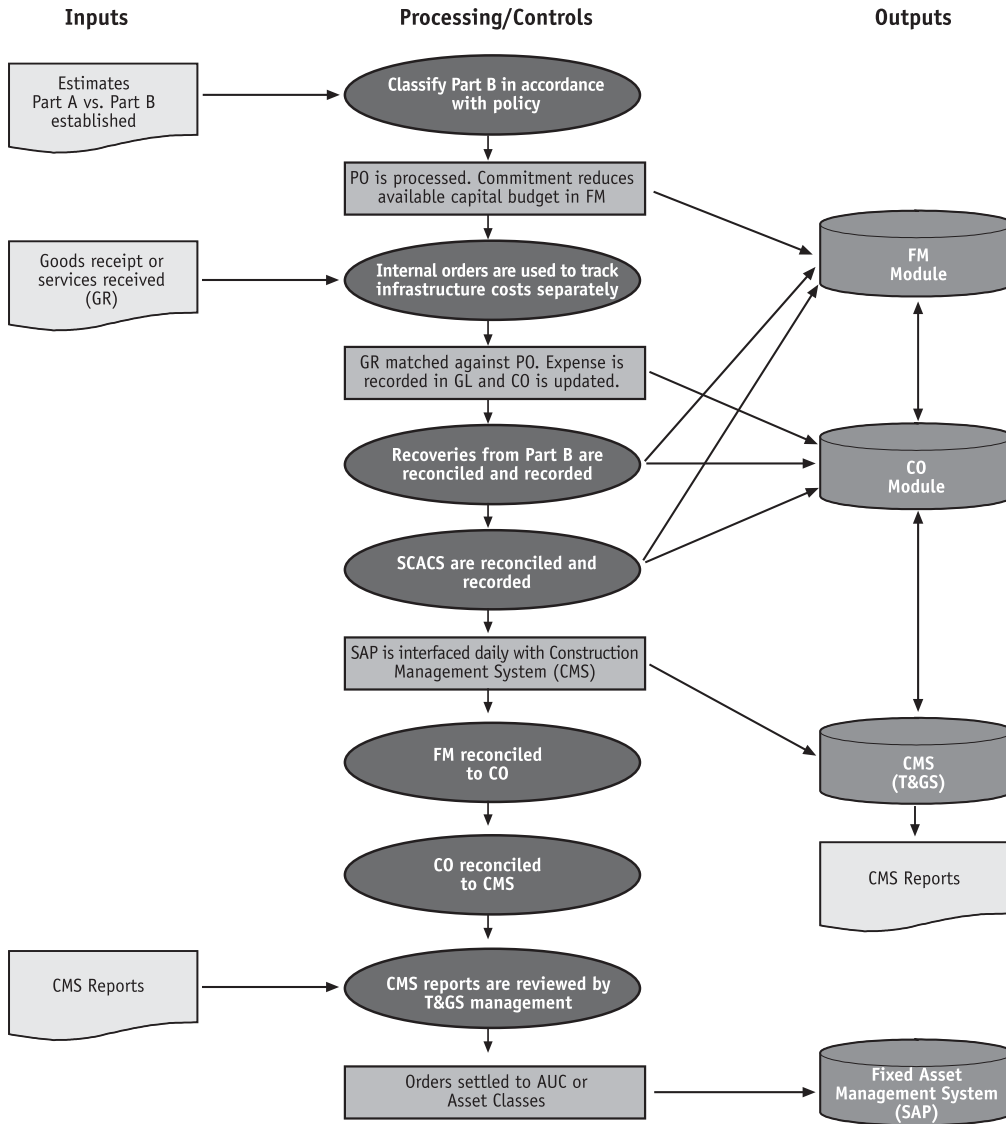 Inputs
Processing/Controls
Outputs
Estimates
Part A vs. Part B
established
Classify Part B in accordance
with policy
PO is processed. Commitment reduces
available capital budget in FM
FM
Module
Goods receipt or
services received
(GR)
Internal orders are used to track
infrastructure costs separately
GR matched against PO. Expense is
recorded in GL and CO is updated.
Recoveries from Part B are
reconciled and recorded
CO
Module
SCACS are reconciled and
recorded
SAP is interfaced daily with Construction
Management System (CMS)
FM reconciled
to CO
CMS
(T&GS)
CO reconciled
to CMS
CMS Reports
CMS Reports
CMS reports are reviewed by
T&GS management
Orders settled to AUC or
Asset Classes
Fixed Asset
Management System
(SAP)